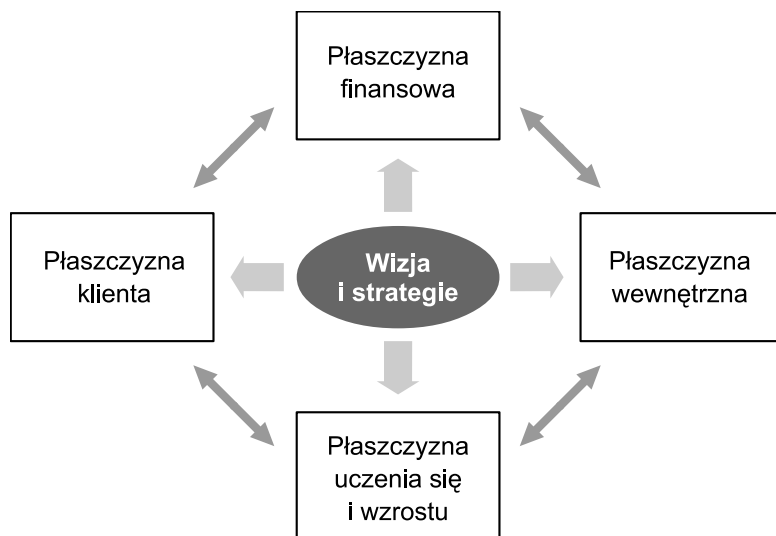 Płaszczyzna
finansowa
Płaszczyzna
klienta
Wizja
i strategie
Płaszczyzna
wewnętrzna
Płaszczyzna
uczenia się
i wzrostu